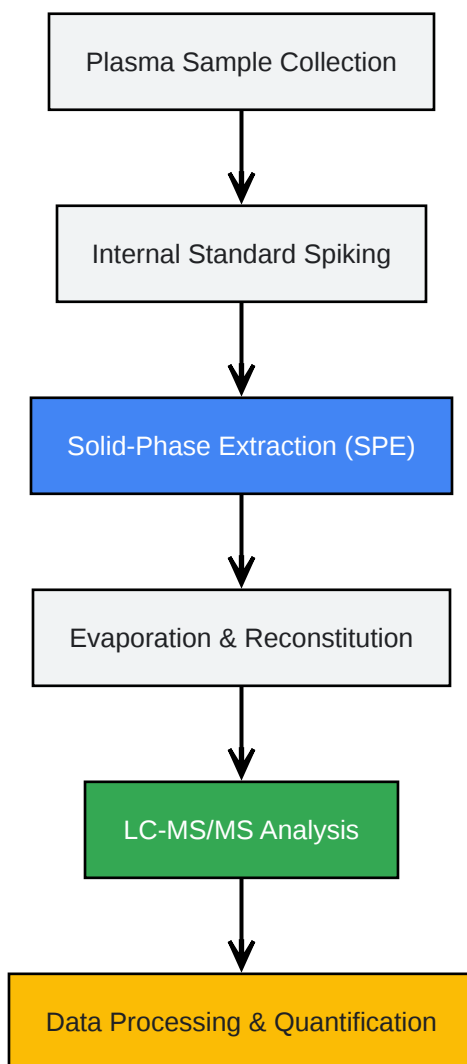 Plasma Sample Collection
Internal Standard Spiking
Solid-Phase Extraction (SPE)
Evaporation & Reconstitution
LC-MS/MS Analysis
Data Processing & Quantification